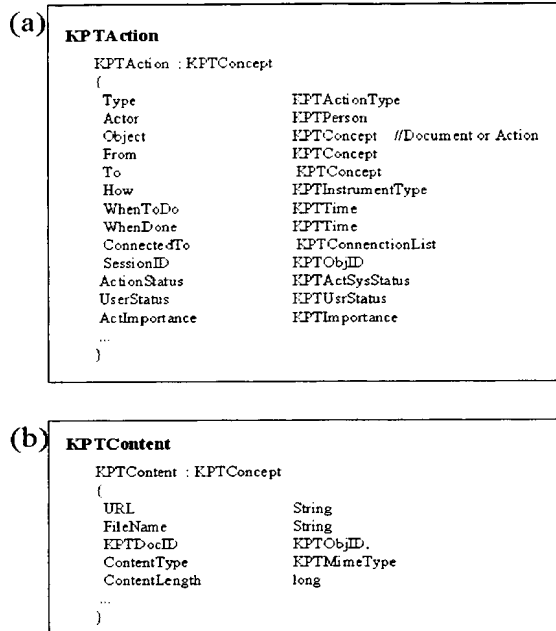 (a)
KPTAction
KPTAction : KPTConcept
{
Type KPTActionType
Actor KPTPerson
Object KPTConcept //Document or Action
From KPTConcept
To KPTConcept
How KPTInstrumentType
WhenToDo KPTTime
WhenDone KPTTime
ConnectedTo KPTConnenctionList
SessionID KPTObjID
ActionStatus KPTActSysStatus
UserStatus KPTUsrStatus
ActImportance KPTImportance
...
}
(b)
KPTContent
KPTContent : KPTConcept
{
URL String
FileName String
KPTDocID KPTObjID.
ContentType KPTMimeType
ContentLength long
...
}